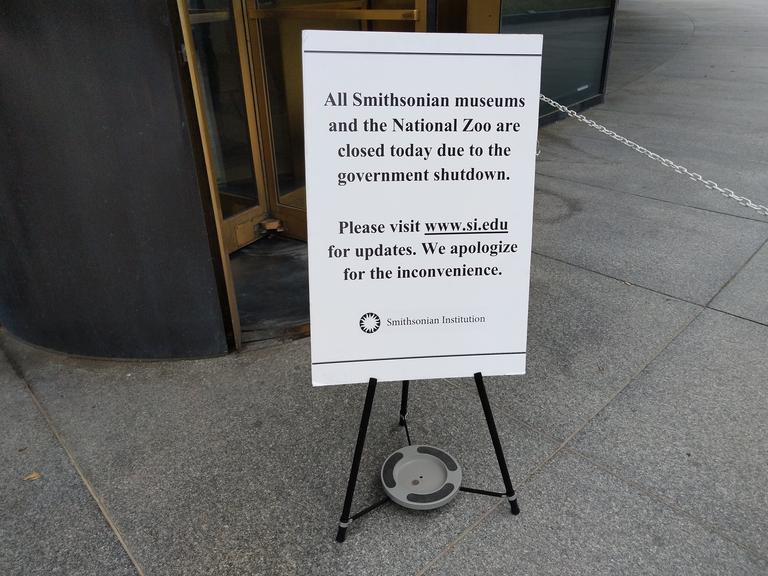 All Smithsonian museums
and the National Zoo are
closed today due to the
government shutdown.
Please visit www.si.edu
for updates. We apologize
for the inconvenience.
Smithsonian Institution